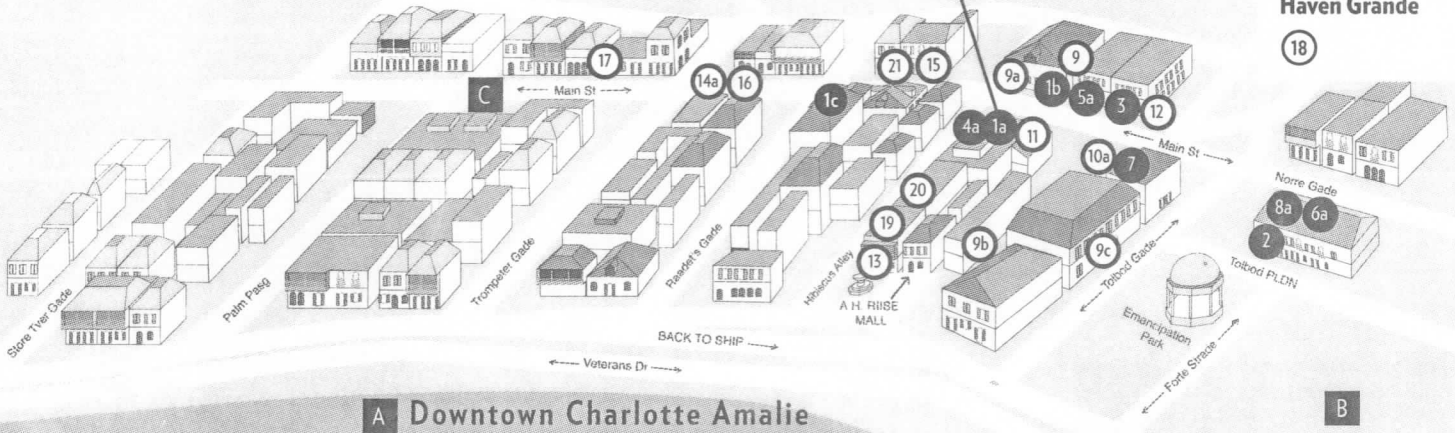 Haven Grande
18
17
21
15
9
9a
14a
16
C
Main St
1c
1b
5a
3
12
4a
1a
11
Main St
10a
7
Norre Gade
20
8a
6a
19
2
9b
9c
13
Tolbod PLDN
Store Tver Gade
Palm Pasg
Trompeter Gade
Raadet's Gade
Hibiscus Alley
A.H. RIISE
MALL
Tolbod Gade
Emancipation
Park
BACK TO SHIP
Veterans Dr
Forte Strade
A Downtown Charlotte Amalie
B